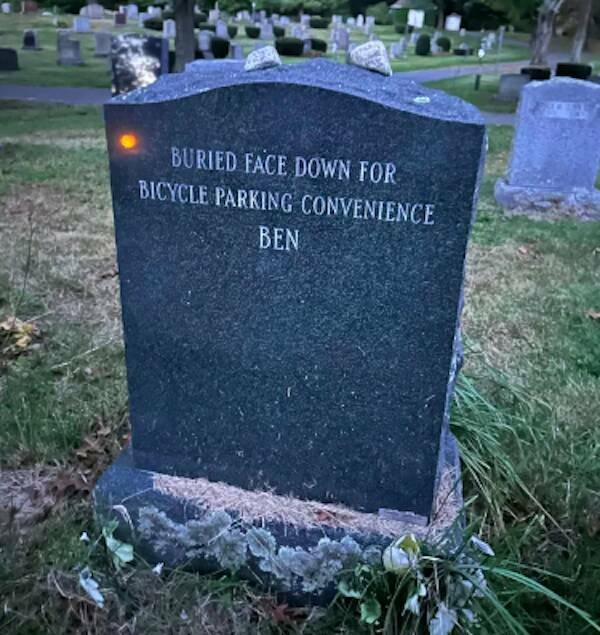 BURIED FACE DOWN FOR
BICYCLE PARKING CONVENIENCE
BEN